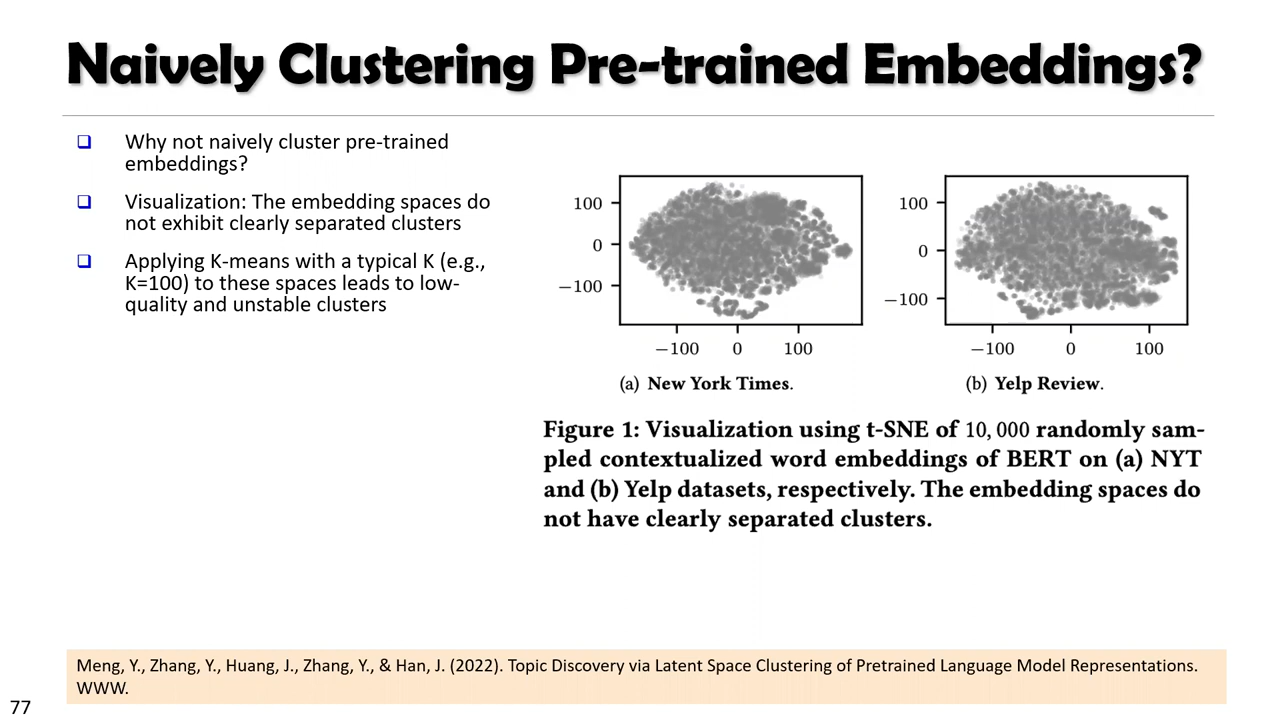 Naively Clustering Pre-trained Embeddings?
Why not naively cluster pre-trained
embeddings?
Visualization: The embedding spaces do
not exhibit clearly separated clusters
Applying K-means with a typical K (e.g.,
K=100) to these spaces leads to low-
quality and unstable clusters
100
0
−100
−100 0 100
(a) New York Times.
100
0
−100
−100 0 100
(b) Yelp Review.
Figure 1: Visualization using t-SNE of 10, 000 randomly sam-
pled contextualized word embeddings of BERT on (a) NYT
and (b) Yelp datasets, respectively. The embedding spaces do
not have clearly separated clusters.
Meng, Y., Zhang, Y., Huang, J., Zhang, Y., & Han, J. (2022). Topic Discovery via Latent Space Clustering of Pretrained Language Model Representations.
WWW.
77